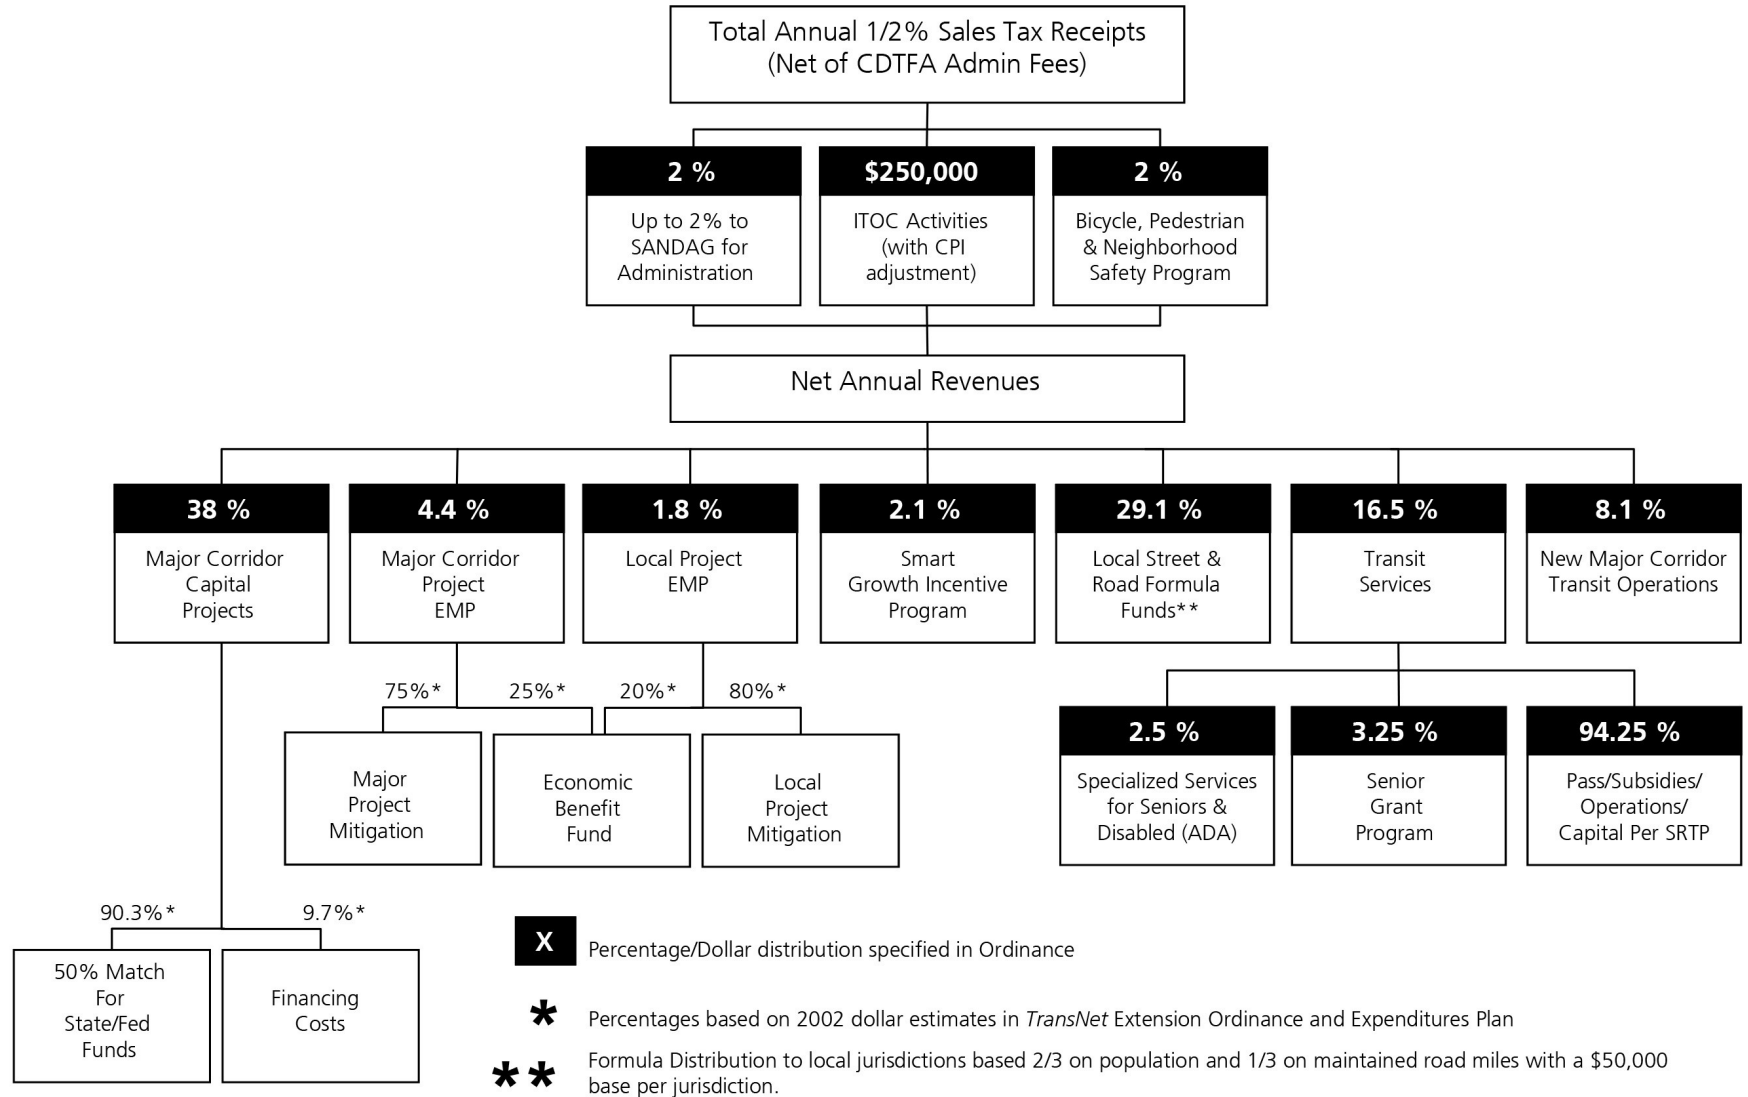 Total Annual 1/2% Sales Tax Receipts
(Net of CDTFA Admin Fees)
2 %
Up to 2% to
SANDAG for
Administration
$250,000
ITOC Activities
(with CPI
adjustment)
2 %
Bicycle, Pedestrian
& Neighborhood
Safety Program
Net Annual Revenues
38 %
Major Corridor
Capital
Projects
4.4 %
Major Corridor
Project
EMP
1.8 %
Local Project
EMP
2.1 %
Smart
Growth Incentive
Program
29.1 %
Local Street &
Road Formula
Funds**
16.5 %
Transit
Services
8.1 %
New Major Corridor
Transit Operations
75%*
25%*
20%*
80%*
Major
Project
Mitigation
Economic
Benefit
Fund
Local
Project
Mitigation
2.5 %
Specialized Services
for Seniors &
Disabled (ADA)
3.25 %
Senior
Grant
Program
94.25 %
Pass/Subsidies/
Operations/
Capital Per SRTP
90.3%*
9.7%*
50% Match
For
State/Fed
Funds
Financing
Costs
X Percentage/Dollar distribution specified in Ordinance
* Percentages based on 2002 dollar estimates in TransNet Extension Ordinance and Expenditures Plan
** Formula Distribution to local jurisdictions based 2/3 on population and 1/3 on maintained road miles with a $50,000
base per jurisdiction.